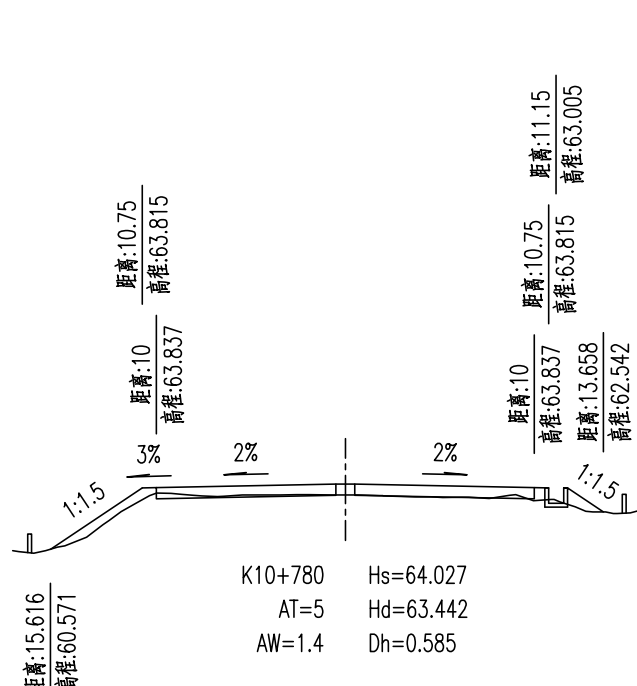 距离:11.15
高程:63.005
距离:10.75
高程:63.815
距离:10.75
高程:63.815
距离:10
高程:63.837
距离:10
高程:63.837
距离:13.658
高程:62.542
3%
2%
2%
1:1.5
1:1.5
K10+780
Hs=64.027
AT=5
Hd=63.442
AW=1.4
Dh=0.585
距离:15.616
高程:60.571